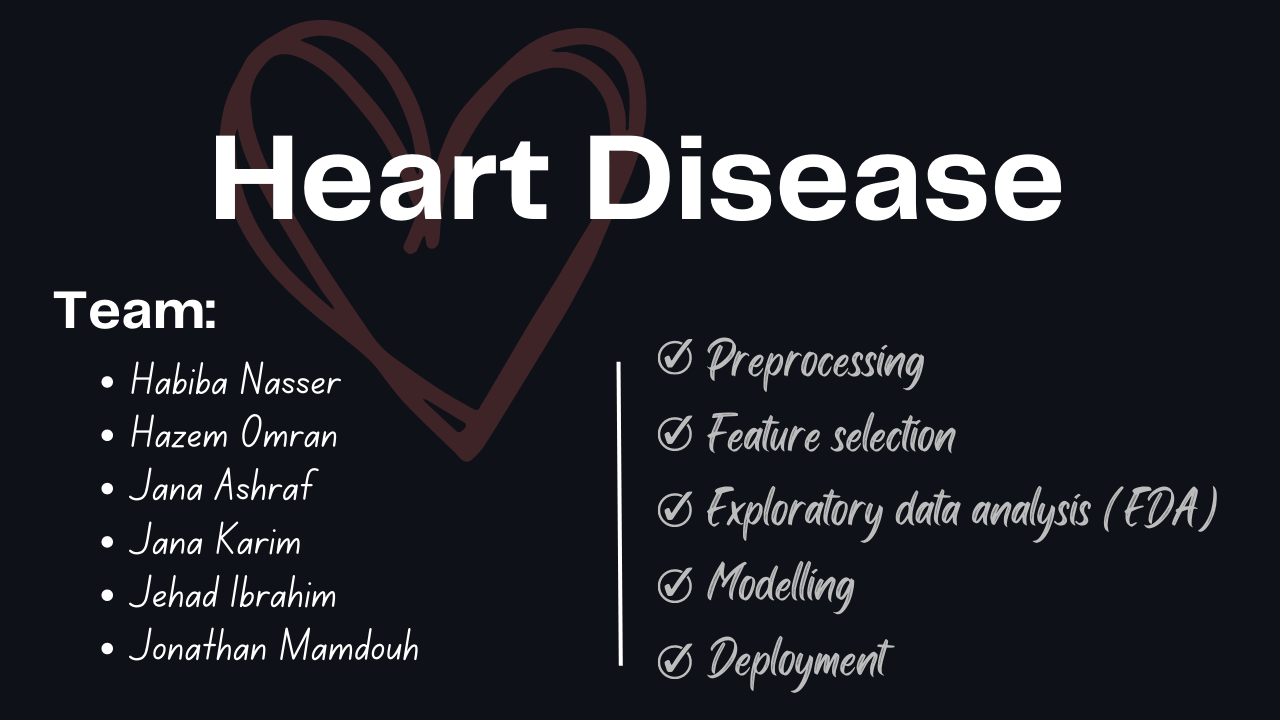 Heart Disease
Team:
Habiba Nasser
Hazem Omran
Jana Ashraf
Jana Karim
Jehad Ibrahim
Jonathan Mamdouh
Preprocessing
Feature selection
Exploratory data analysis (EDA)
Modelling
Deployment